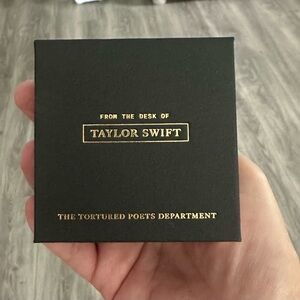 FROM THE DESK OF
TAYLOR SWIFT
THE TORTURED POETS DEPARTMENT